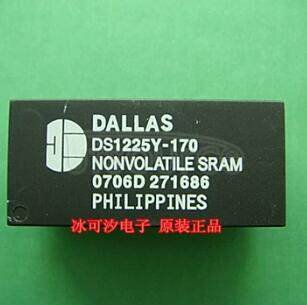 DALLAS
DS1225Y-170
NONVOLATILE SRAM
0706D 271686
PHILIPPINES
冰可汐电子 原装正品